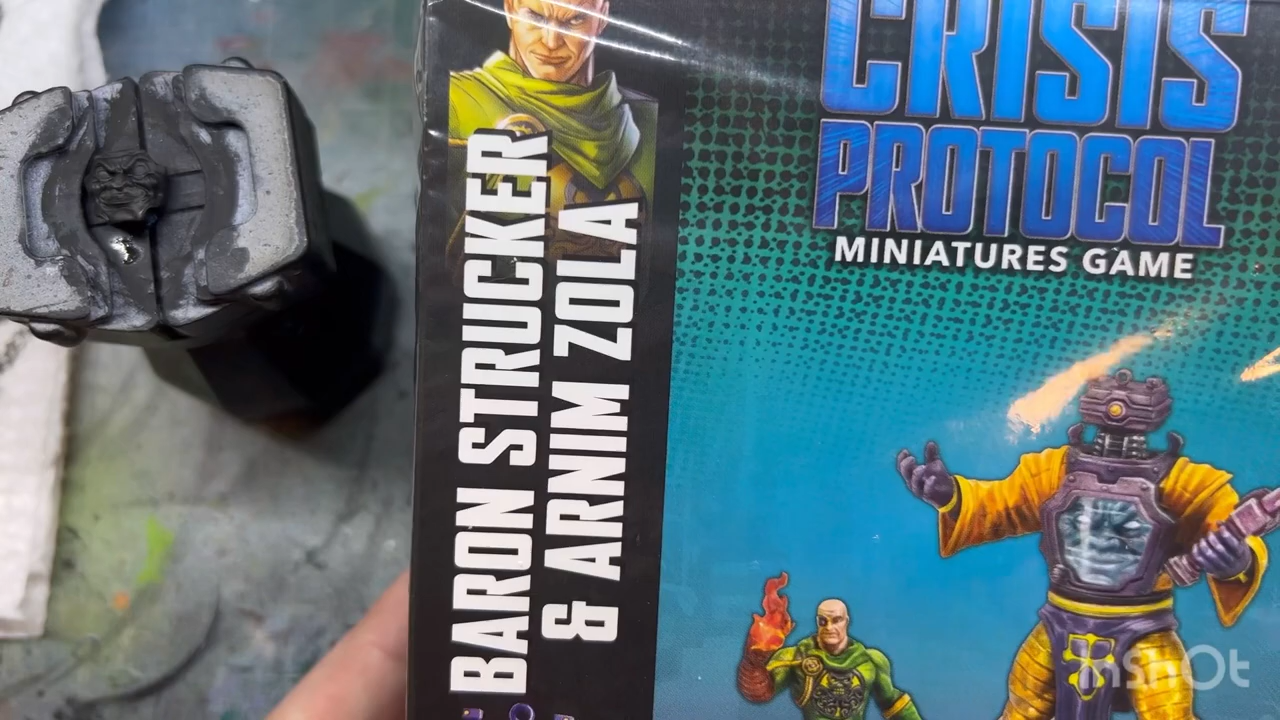 BARON STRUCKER
& ARNIM ZOLA
CRISIS
PROTOCOL
MINIATURES GAME
InShOt